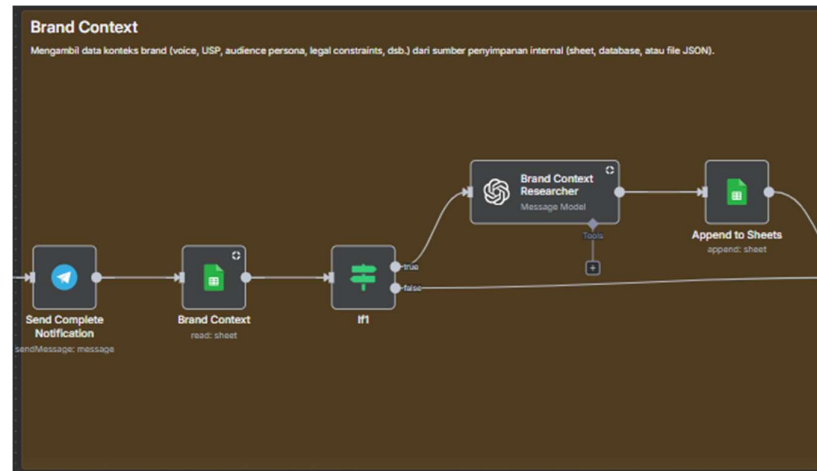 Brand Context
Mengambil data konteks brand (voice, USP, audience persona, legal constraints, dsb.) dari sumber penyimpanan internal (sheet, database, atau file JSON).
Brand Context
Researcher
Message Model
Tools
Append to Sheets
append: sheet
true
false
Send Complete
Notification
sendMessage: message
Brand Context
read: sheet
If1